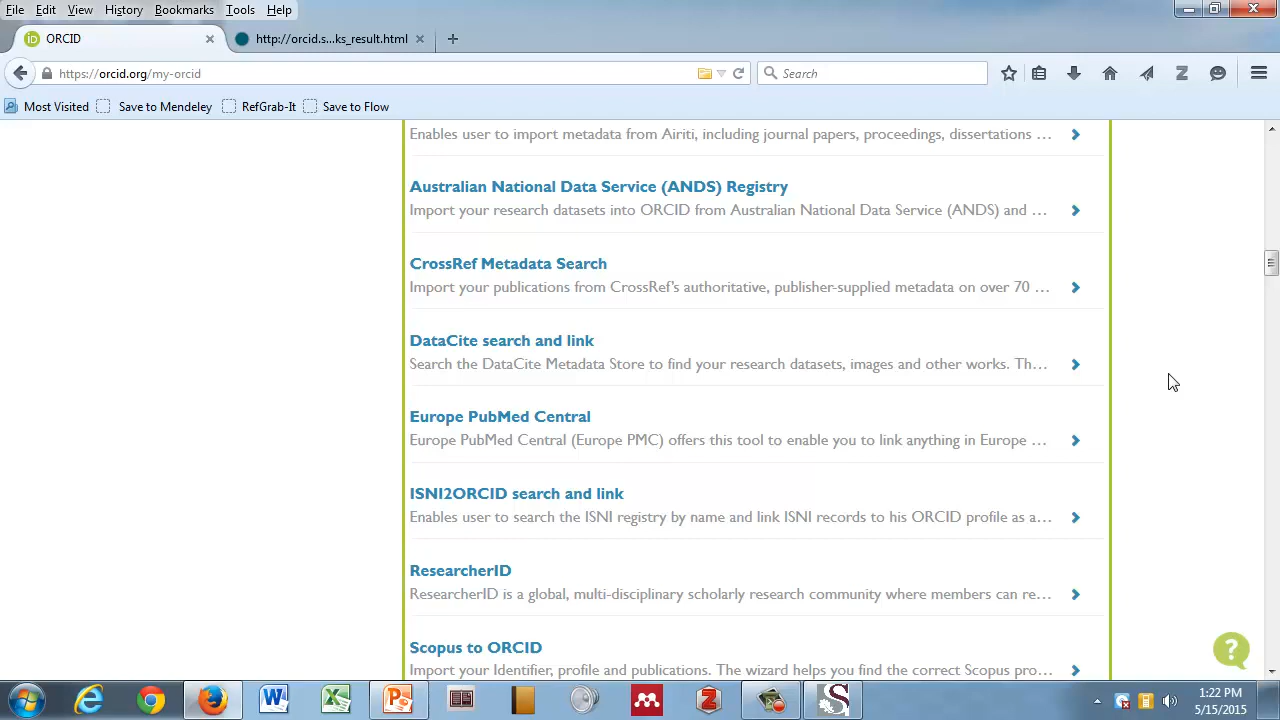 File Edit View History Bookmarks Tools Help
iD ORCID × http://orcid.s...ks_result.html × +
https://orcid.org/my-orcid Search Z
Most Visited Save to Mendeley RefGrab-It Save to Flow
Enables user to import metadata from Airiti, including journal papers, proceedings, dissertations ...
Australian National Data Service (ANDS) Registry
Import your research datasets into ORCID from Australian National Data Service (ANDS) and ...
CrossRef Metadata Search
Import your publications from CrossRef's authoritative, publisher-supplied metadata on over 70 ...
DataCite search and link
Search the DataCite Metadata Store to find your research datasets, images and other works. Th...
Europe PubMed Central
Europe PubMed Central (Europe PMC) offers this tool to enable you to link anything in Europe ...
ISNI2ORCID search and link
Enables user to search the ISNI registry by name and link ISNI records to his ORCID profile as a...
ResearcherID
ResearcherID is a global, multi-disciplinary scholarly research community where members can re...
Scopus to ORCID
Import your Identifier, profile and publications. The wizard helps you find the correct Scopus pro...
?
1:22 PM
5/15/2015